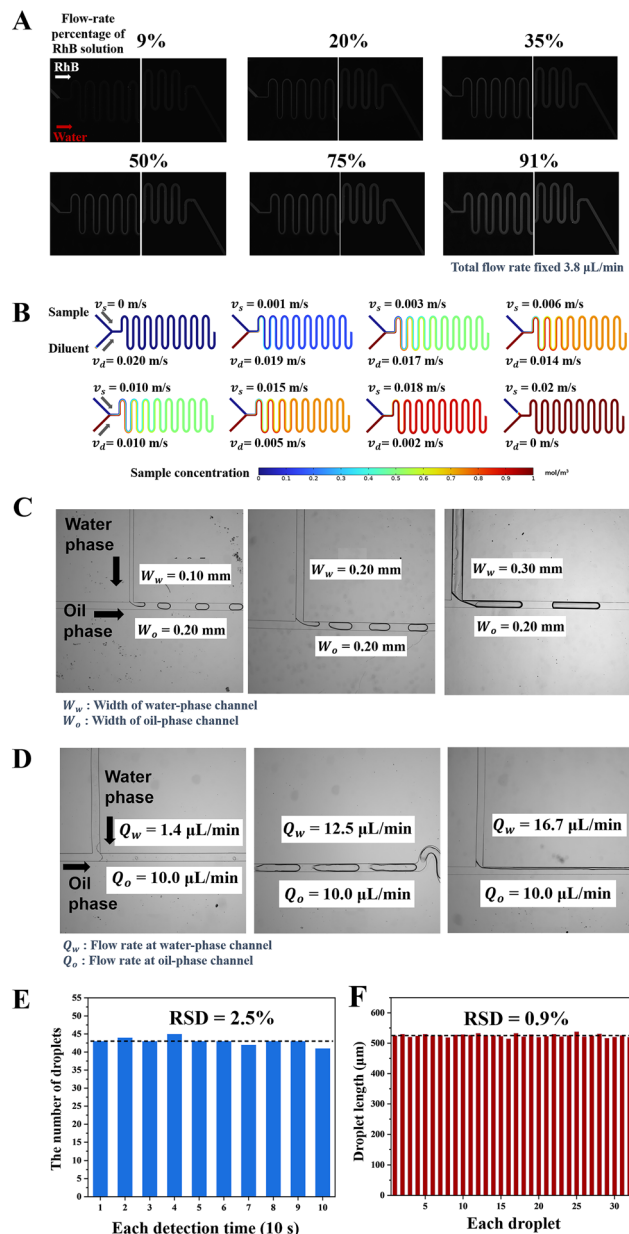 A
Flow-rate
percentage of
RhB solution
9%
20%
35%
RhB
Water
50%
75%
91%
Total flow rate fixed 3.8 μL/min
B
Sample
Diluent
v_s = 0 m/s
v_s = 0.001 m/s
v_s = 0.003 m/s
v_s = 0.006 m/s
v_d = 0.020 m/s
v_d = 0.019 m/s
v_d = 0.017 m/s
v_d = 0.014 m/s
v_s = 0.010 m/s
v_s = 0.015 m/s
v_s = 0.018 m/s
v_s = 0.02 m/s
v_d = 0.010 m/s
v_d = 0.005 m/s
v_d = 0.002 m/s
v_d = 0 m/s
Sample concentration
mol/m³
0 0.1 0.2 0.3 0.4 0.5 0.6 0.7 0.8 0.9 1
C
Water
phase
Oil
phase
W_w = 0.10 mm
W_o = 0.20 mm
W_w = 0.20 mm
W_o = 0.20 mm
W_w = 0.30 mm
W_o = 0.20 mm
W_w : Width of water-phase channel
W_o : Width of oil-phase channel
D
Water
phase
Oil
phase
Q_w = 1.4 μL/min
Q_o = 10.0 μL/min
Q_w = 12.5 μL/min
Q_o = 10.0 μL/min
Q_w = 16.7 μL/min
Q_o = 10.0 μL/min
Q_w : Flow rate at water-phase channel
Q_o : Flow rate at oil-phase channel
E
RSD = 2.5%
The number of droplets
55
50
45
40
35
30
25
20
15
10
5
0
1 2 3 4 5 6 7 8 9 10
Each detection time (10 s)
F
RSD = 0.9%
Droplet length (μm)
600
500
400
300
200
100
0
5 10 15 20 25 30
Each droplet